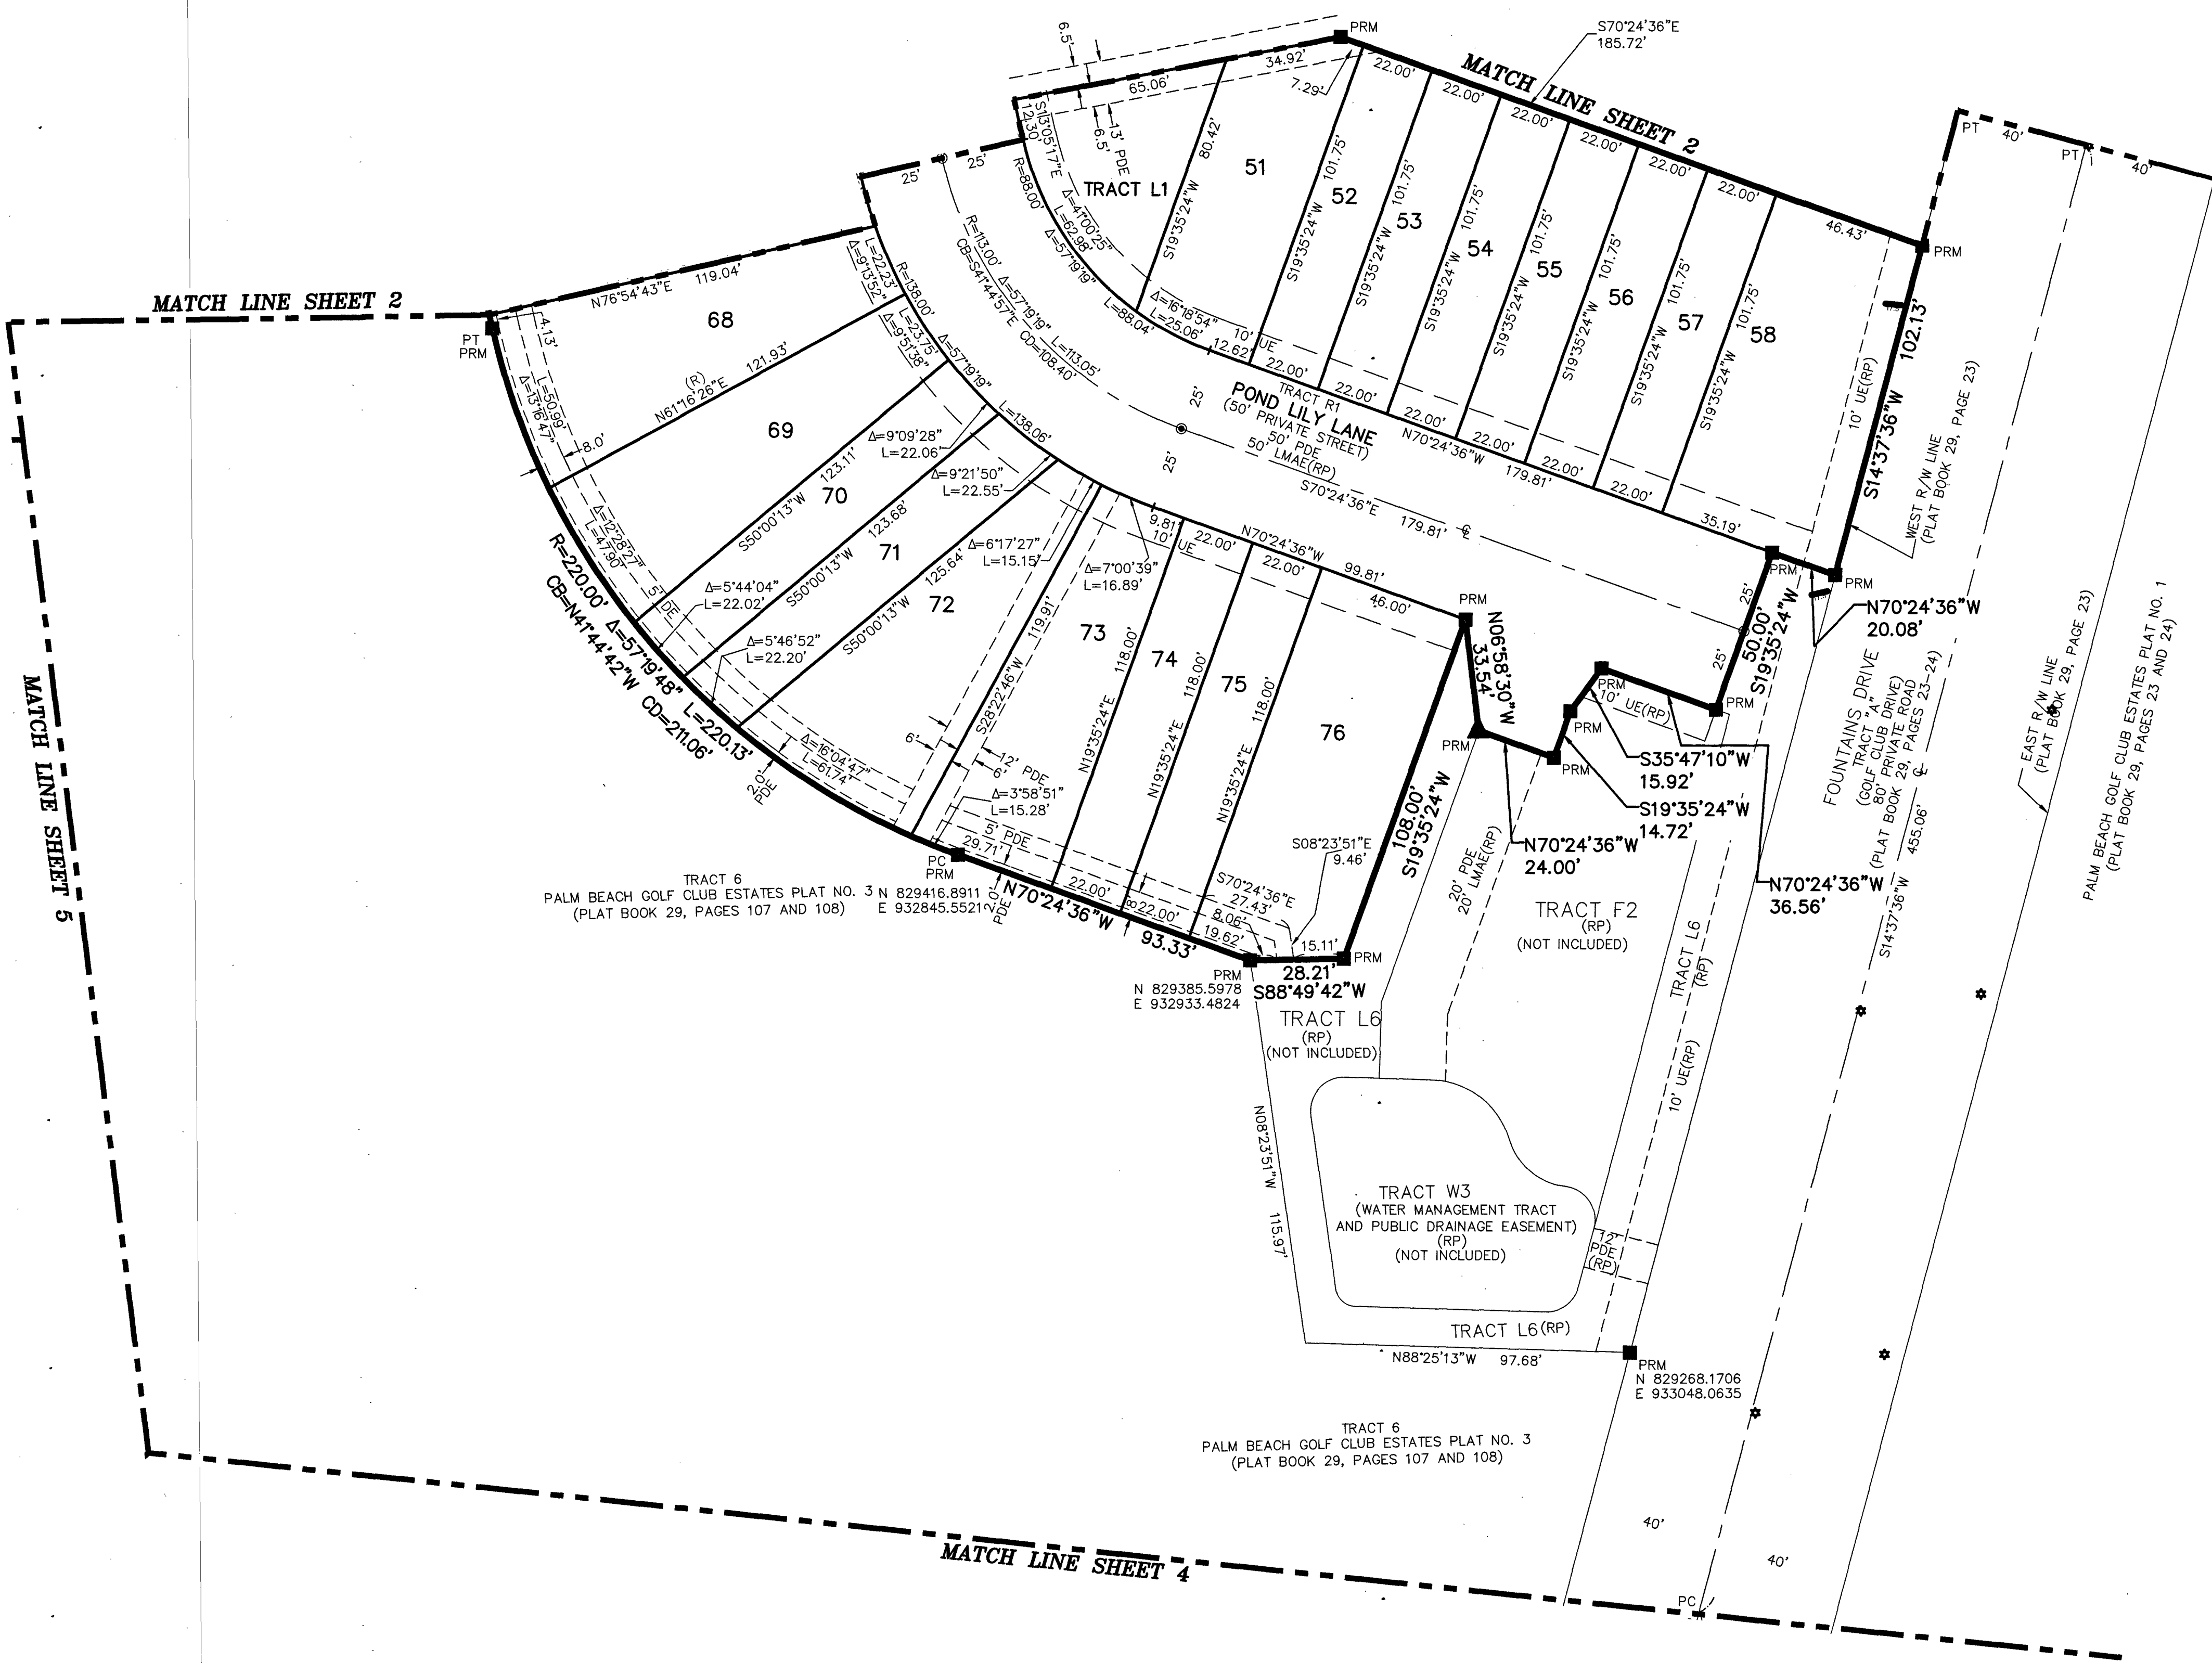 S70°24'36"E
185.72'
PRM
MATCH LINE SHEET 2
6.5'
65.06'
34.92'
7.29'
22.00'
22.00'
22.00'
22.00'
22.00'
22.00'
46.43'
PRM
PT
40'
PT
40'
S13°05'17"E
12.30'
13' PDE
6.5'
TRACT L1
S19°35'24"W 80.42'
51
S19°35'24"W 101.75'
52
S19°35'24"W 101.75'
53
S19°35'24"W 101.75'
54
S19°35'24"W 101.75'
55
S19°35'24"W 101.75'
56
S19°35'24"W 101.75'
57
S19°35'24"W 101.75'
58
10' UE(RP)
S14°37'36"W 102.13'
WEST R/W LINE
(PLAT BOOK 29, PAGE 23)
25'
25'
R=88.00'
Δ=41°00'25"
L=62.98'
Δ=57°19'19"
L=88.04'
Δ=16°18'54"
L=25.06'
10' UE
12.62'
22.00'
22.00'
22.00'
22.00'
22.00'
22.00'
35.19'
N70°24'36"W 179.81'
R=113.00' Δ=57°19'19" L=113.05'
CB=S41°44'57"E CD=108.40'
TRACT R1
POND LILY LANE
(50' PRIVATE STREET)
50' PDE
50' LMAE(RP)
S70°24'36"E 179.81'
25'
25'
MATCH LINE SHEET 2
PT
PRM
N76°54'43"E 119.04'
68
4.13'
L=50.99'
Δ=13°16'47"
8.0'
(R)
N61°16'26"E 121.93'
L=22.23'
Δ=9°13'52"
R=138.00'
Δ=57°19'19"
L=138.06'
L=23.75'
Δ=9°51'38"
69
S50°00'13"W 123.11'
Δ=9°09'28"
L=22.06'
70
S50°00'13"W 123.68'
Δ=9°21'50"
L=22.55'
71
S50°00'13"W 125.64'
Δ=6°17'27"
L=15.15'
72
S28°22'46"W 119.91'
Δ=7°00'39"
L=16.89'
73
Δ=12°28'27"
L=47.90'
5' PDE
Δ=5°44'04"
L=22.02'
Δ=5°46'52"
L=22.20'
Δ=16°04'47"
L=61.74'
2.0'
PDE
R=220.00' Δ=57°19'48" L=220.13'
CB=N41°44'42"W CD=211.06'
6'
6'
12' PDE
Δ=3°58'51"
L=15.28'
9.81'
10' UE
22.00'
22.00'
46.00'
N70°24'36"W 99.81'
N19°35'24"E 118.00'
74
N19°35'24"E 118.00'
75
N19°35'24"E 118.00'
76
PRM
N06°58'30"W
33.54'
PRM
108.00'
S19°35'24"W
PC
PRM
N 829416.8911
E 932845.5521
29.71'
5' PDE
2.0'
PDE
22.00'
8'
22.00'
19.62'
8.06'
S70°24'36"E
27.43'
S08°23'51"E
9.46'
15.11'
N70°24'36"W 93.33'
PRM
28.21'
S88°49'42"W
PRM
N 829385.5978
E 932933.4824
TRACT 6
PALM BEACH GOLF CLUB ESTATES PLAT NO. 3
(PLAT BOOK 29, PAGES 107 AND 108)
PRM
PRM
N70°24'36"W
20.08'
25'
25'
50.00'
S19°35'24"W
PRM
PRM
PRM
PRM
10' UE(RP)
S35°47'10"W
15.92'
S19°35'24"W
14.72'
N70°24'36"W
24.00'
N70°24'36"W
36.56'
20' PDE
20' LMAE(RP)
TRACT F2
(RP)
(NOT INCLUDED)
TRACT L6
(RP)
10' UE(RP)
FOUNTAINS DRIVE
TRACT "A"
(GOLF CLUB DRIVE)
80' PRIVATE ROAD
(PLAT BOOK 29, PAGES 23-24)
S14°37'36"W 455.06'
EAST R/W LINE
(PLAT BOOK 29, PAGE 23)
PALM BEACH GOLF CLUB ESTATES PLAT NO. 1
(PLAT BOOK 29, PAGES 23 AND 24)
TRACT L6
(RP)
(NOT INCLUDED)
N08°23'51"W 115.97'
TRACT W3
(WATER MANAGEMENT TRACT
AND PUBLIC DRAINAGE EASEMENT)
(RP)
(NOT INCLUDED)
12'
PDE
(RP)
TRACT L6(RP)
N88°25'13"W 97.68'
PRM
N 829268.1706
E 933048.0635
TRACT 6
PALM BEACH GOLF CLUB ESTATES PLAT NO. 3
(PLAT BOOK 29, PAGES 107 AND 108)
MATCH LINE SHEET 5
MATCH LINE SHEET 4
40'
40'
PC